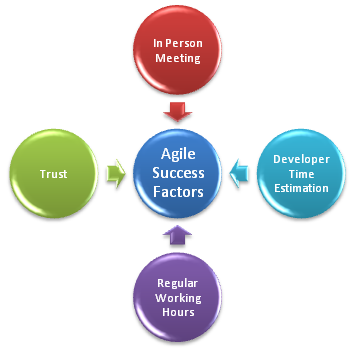 In Person
Meeting
Trust
Agile
Success
Factors
Developer
Time
Estimation
Regular
Working
Hours